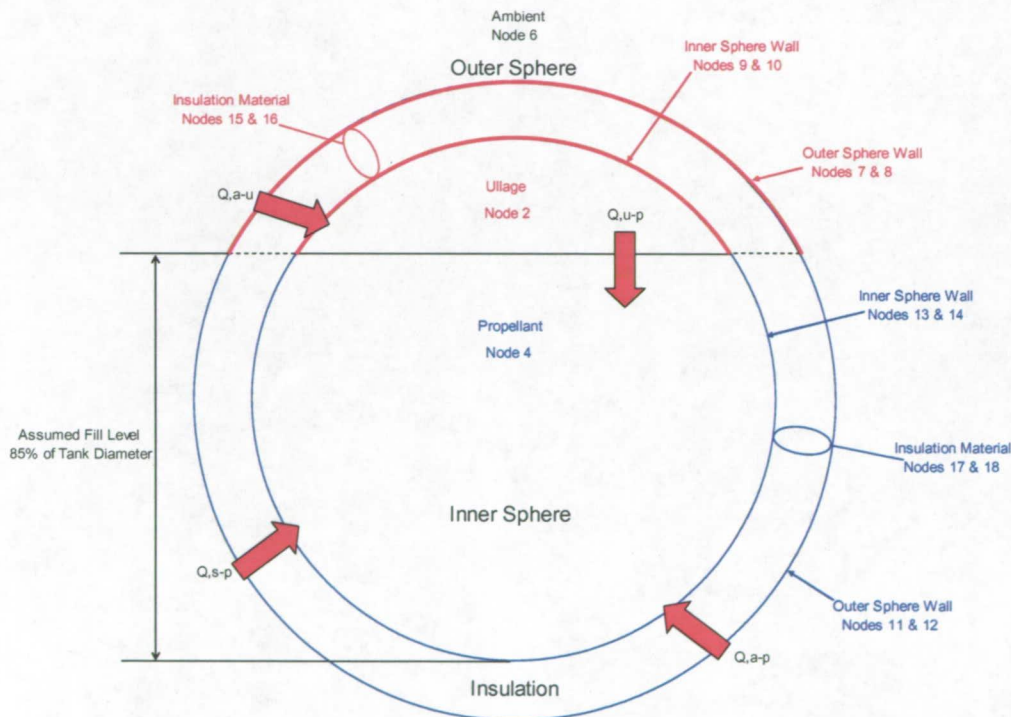 Ambient
Node 6
Outer Sphere
Inner Sphere Wall
Nodes 9 & 10
Insulation Material
Nodes 15 & 16
Outer Sphere Wall
Nodes 7 & 8
Ullage
Node 2
Q,a-u
Q,u-p
Inner Sphere Wall
Nodes 13 & 14
Propellant
Node 4
Assumed Fill Level
85% of Tank Diameter
Insulation Material
Nodes 17 & 18
Inner Sphere
Q,s-p
Outer Sphere Wall
Nodes 11 & 12
Q,a-p
Insulation